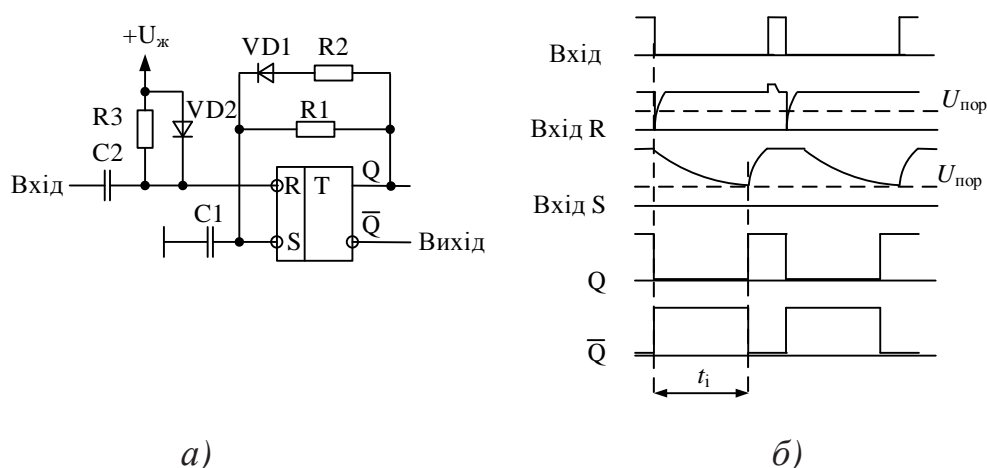 +Uж
VD1
R2
R3
VD2
R1
C2
Вхід
R
T
Q
C1
S
Q̅
Вихід
а)
Вхід
Uпор
Вхід R
Uпор
Вхід S
Q
Q̅
tі
б)